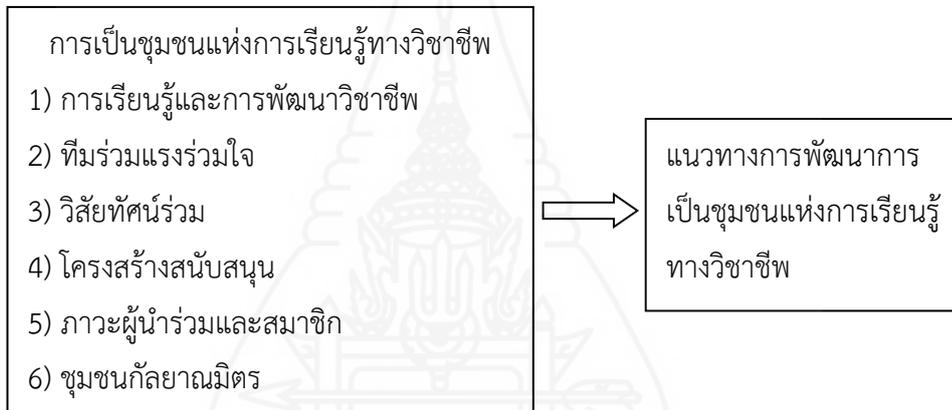 การเป็นชุมชนแห่งการเรียนรู้ทางวิชาชีพ
1) การเรียนรู้และการพัฒนาวิชาชีพ
2) ทีมร่วมแรงร่วมใจ
3) วิสัยทัศน์ร่วม
4) โครงสร้างสนับสนุน
5) ภาวะผู้นำร่วมและสมาชิก
6) ชุมชนกัลยาณมิตร
แนวทางการพัฒนาการ
เป็นชุมชนแห่งการเรียนรู้
ทางวิชาชีพ